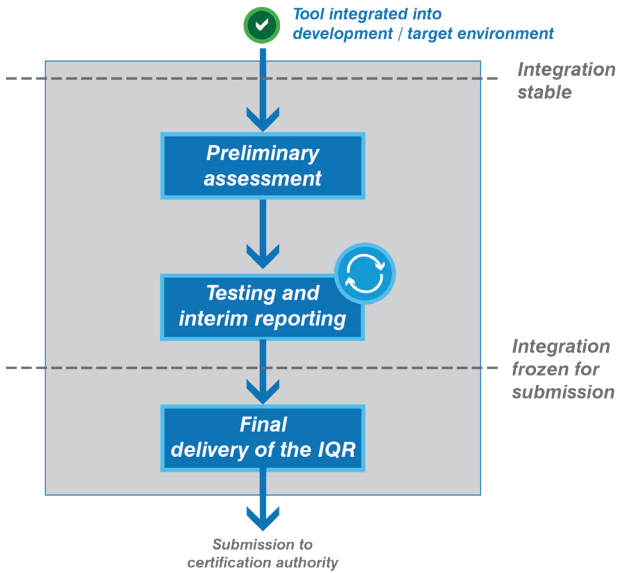 Tool integrated into
development / target environment
Integration
stable
Preliminary
assessment
Testing and
interim reporting
Integration
frozen for
submission
Final
delivery of the IQR
Submission to
certification authority